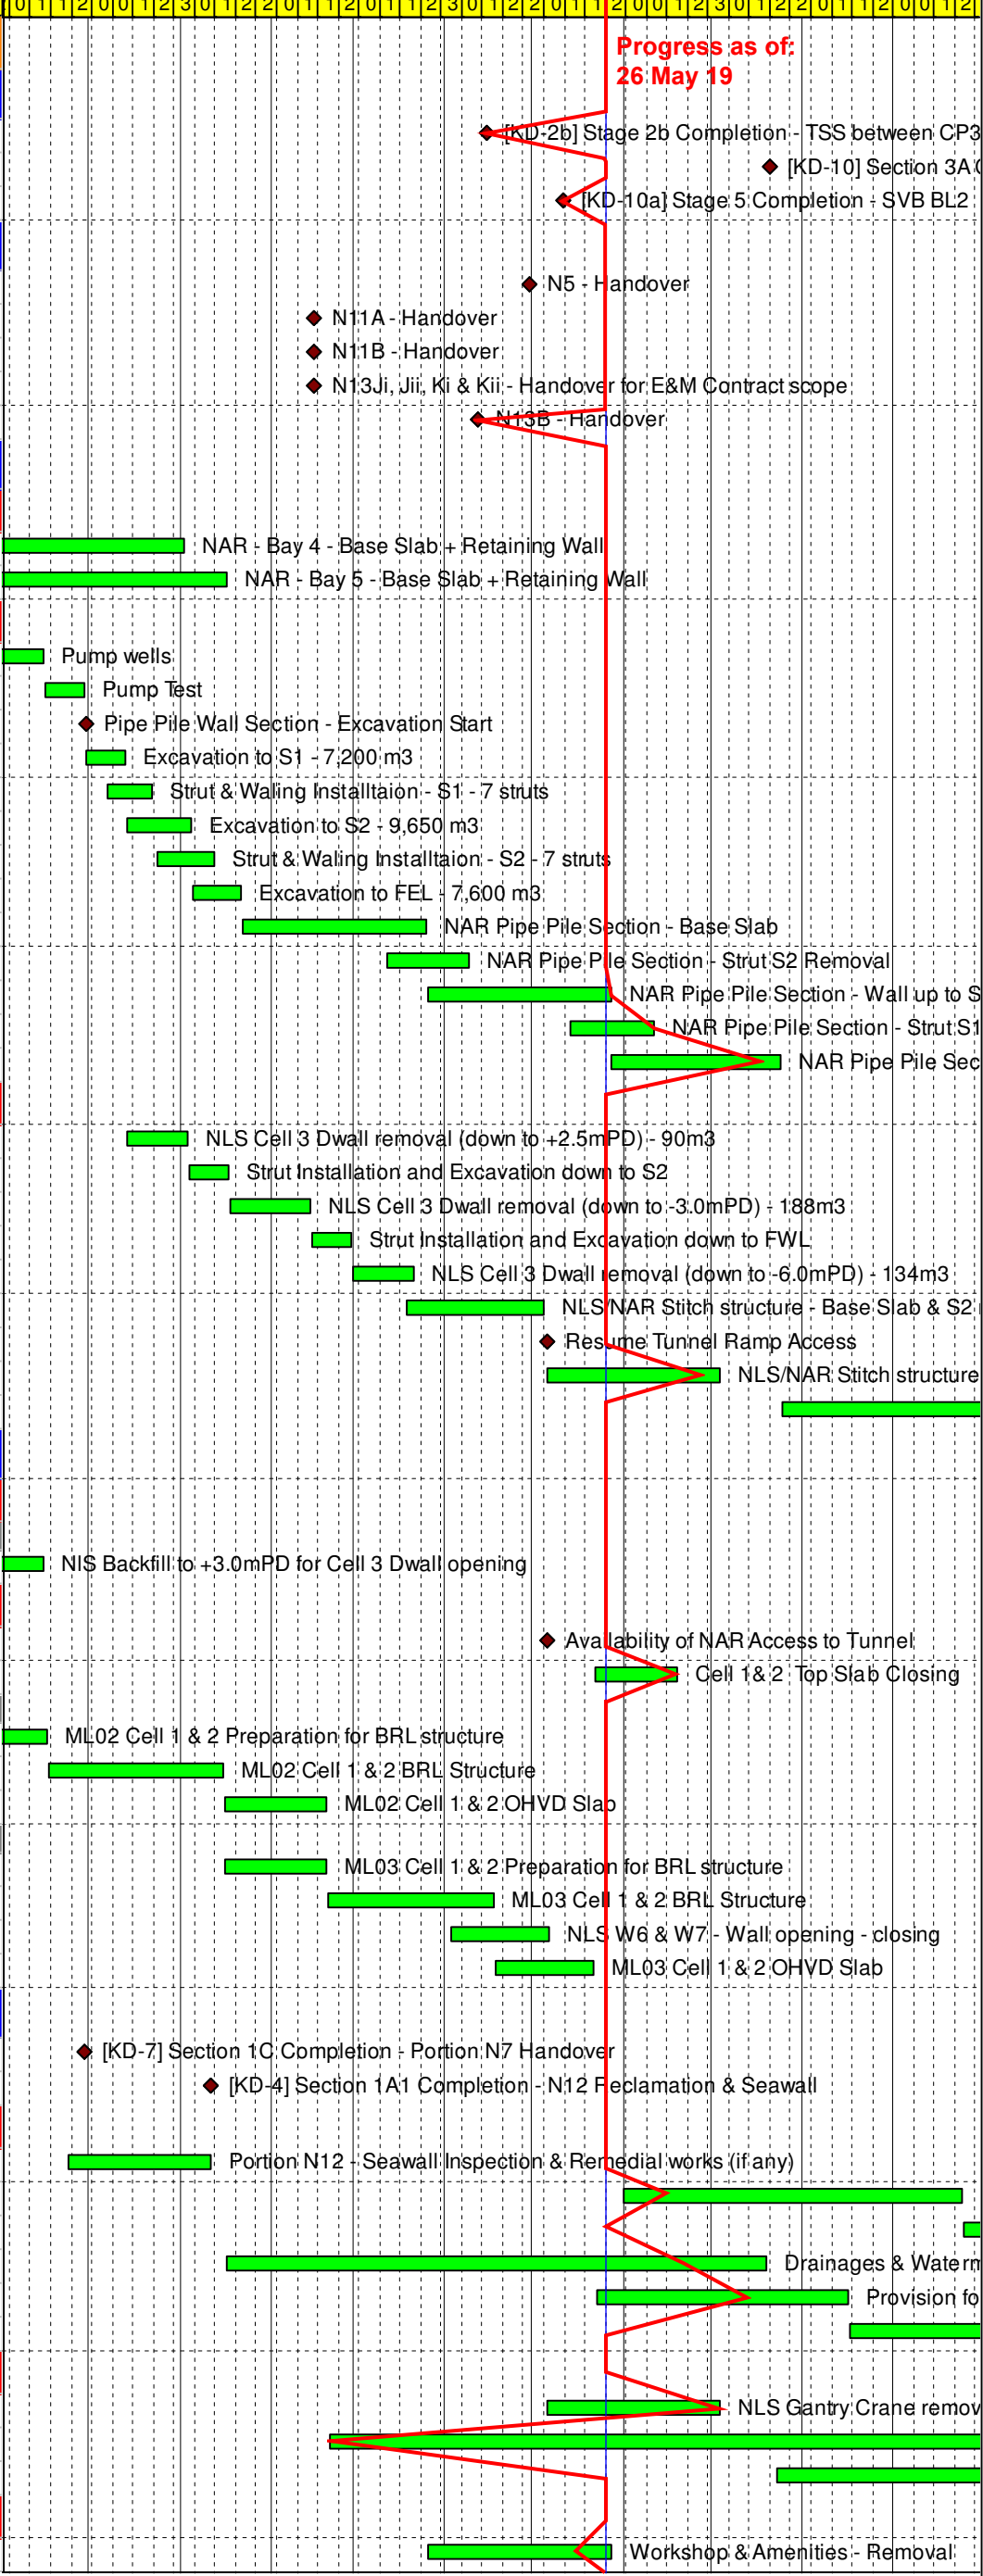 Progress as of:
26 May 19
[KD-2b] Stage 2b Completion - TSS between CP3
[KD-10] Section 3A
[KD-10a] Stage 5 Completion - SVB BL2
N5 - Handover
N11A - Handover
N11B - Handover
N13Ji, Jii, Ki & Kii - Handover for E&M Contract scope
N13B - Handover
NAR - Bay 4 - Base Slab + Retaining Wall
NAR - Bay 5 - Base Slab + Retaining Wall
Pump wells
Pump Test
Pipe Pile Wall Section - Excavation Start
Excavation to S1 - 7,200 m3
Strut & Waling Installtaion - S1 - 7 struts
Excavation to S2 - 9,650 m3
Strut & Waling Installtaion - S2 - 7 struts
Excavation to FEL - 7,600 m3
NAR Pipe Pile Section - Base Slab
NAR Pipe Pile Section - Strut S2 Removal
NAR Pipe Pile Section - Wall up to S
NAR Pipe Pile Section - Strut S1
NAR Pipe Pile Sec
NLS Cell 3 Dwall removal (down to +2.5mPD) - 90m3
Strut Installation and Excavation down to S2
NLS Cell 3 Dwall removal (down to -3.0mPD) - 188m3
Strut Installation and Excavation down to FWL
NLS Cell 3 Dwall removal (down to -6.0mPD) - 134m3
NLS/NAR Stitch structure - Base Slab & S2
Resume Tunnel Ramp Access
NLS/NAR Stitch structure
NIS Backfill to +3.0mPD for Cell 3 Dwall opening
Availability of NAR Access to Tunnel
Cell 1& 2 Top Slab Closing
ML02 Cell 1 & 2 Preparation for BRL structure
ML02 Cell 1 & 2 BRL Structure
ML02 Cell 1 & 2 OHVD Slab
ML03 Cell 1 & 2 Preparation for BRL structure
ML03 Cell 1 & 2 BRL Structure
NLS W6 & W7 - Wall opening - closing
ML03 Cell 1 & 2 OHVD Slab
[KD-7] Section 1C Completion - Portion N7 Handover
[KD-4] Section 1A1 Completion - N12 Reclamation & Seawall
Portion N12 - Seawall Inspection & Remedial works (if any)
Drainages & Waterm
Provision fo
NLS Gantry Crane remov
Workshop & Amenities - Removal